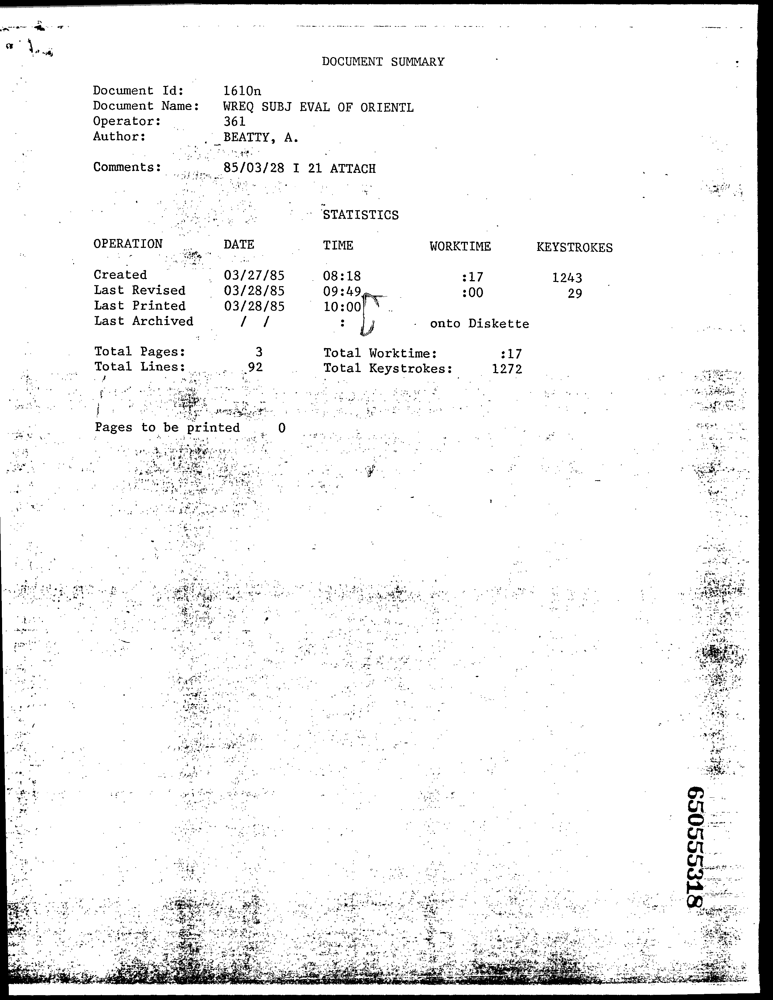 DOCUMENT SUMMARY
Document Id: 1610n
Document Name: WREQ SUBJ EVAL OF ORIENTL
Operator: 361
Author: BEATTY, A.
Comments: 85/03/28 I 21 ATTACH
STATISTICS
OPERATION DATE TIME WORKTIME KEYSTROKES
Created 03/27/85 08:18 :17 1243
Last Revised 03/28/85 09:49 :00 29
Last Printed 03/28/85 10:00
Last Archived / / : onto Diskette
Total Pages: 3 Total Worktime: :17
Total Lines: 92 Total Keystrokes: 1272
Pages to be printed 0
650555318